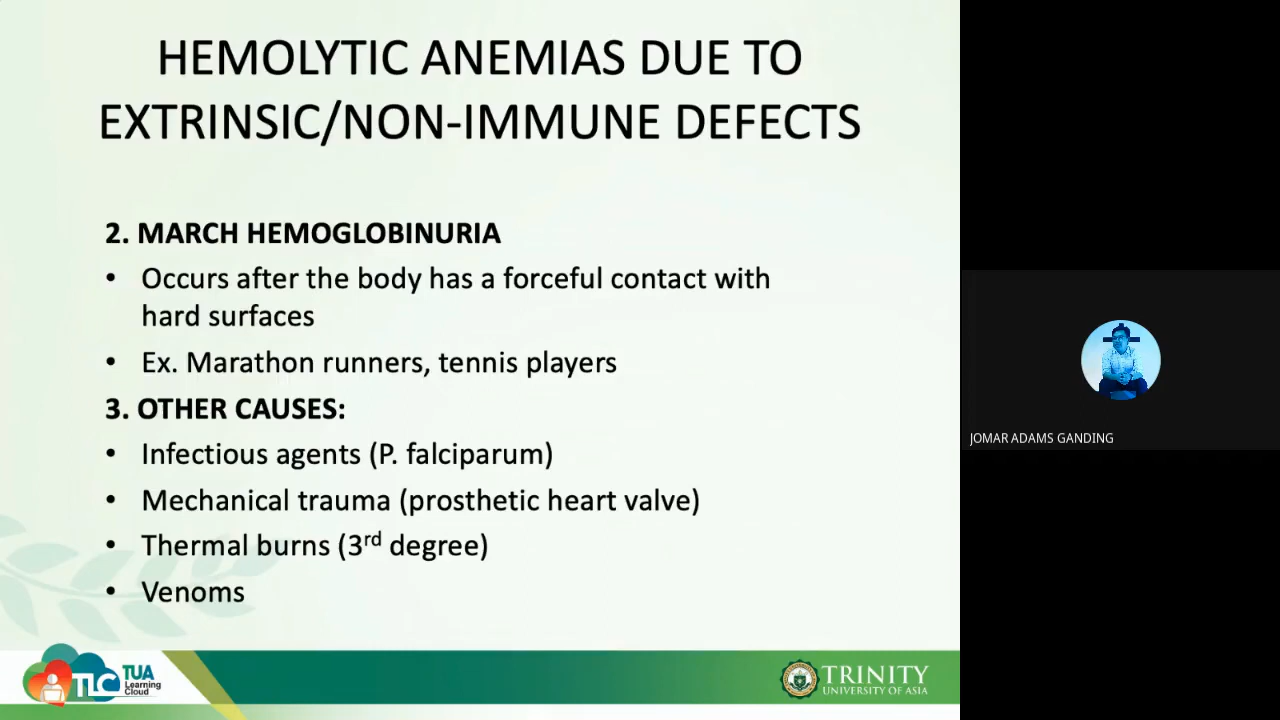 HEMOLYTIC ANEMIAS DUE TO
EXTRINSIC/NON-IMMUNE DEFECTS
2. MARCH HEMOGLOBINURIA
• Occurs after the body has a forceful contact with
hard surfaces
• Ex. Marathon runners, tennis players
3. OTHER CAUSES:
• Infectious agents (P. falciparum)
• Mechanical trauma (prosthetic heart valve)
• Thermal burns (3rd degree)
• Venoms
JOMAR ADAMS GANDING
TLC
TUA
Learning
Cloud
TRINITY
UNIVERSITY OF ASIA